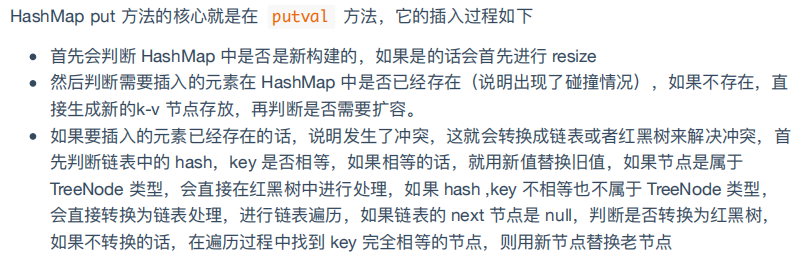 HashMap put 方法的核心就是在 putval 方法，它的插入过程如下
首先会判断 HashMap 中是否是新构建的，如果是的话会首先进行 resize
然后判断需要插入的元素在 HashMap 中是否已经存在（说明出现了碰撞情况），如果不存在，直
接生成新的k-v 节点存放，再判断是否需要扩容。
如果要插入的元素已经存在的话，说明发生了冲突，这就会转换成链表或者红黑树来解决冲突，首
先判断链表中的 hash，key 是否相等，如果相等的话，就用新值替换旧值，如果节点是属于
TreeNode 类型，会直接在红黑树中进行处理，如果 hash ,key 不相等也不属于 TreeNode 类型，
会直接转换为链表处理，进行链表遍历，如果链表的 next 节点是 null，判断是否转换为红黑树，
如果不转换的话，在遍历过程中找到 key 完全相等的节点，则用新节点替换老节点